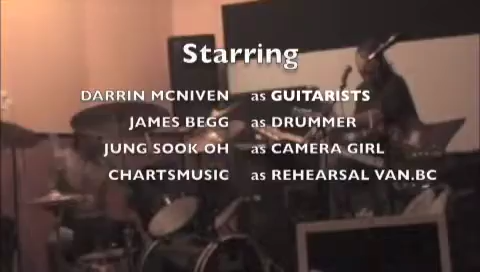 Starring
DARRIN MCNIVEN as GUITARISTS
JAMES BEGG as DRUMMER
JUNG SOOK OH as CAMERA GIRL
CHARTSMUSIC as REHEARSAL VAN.BC